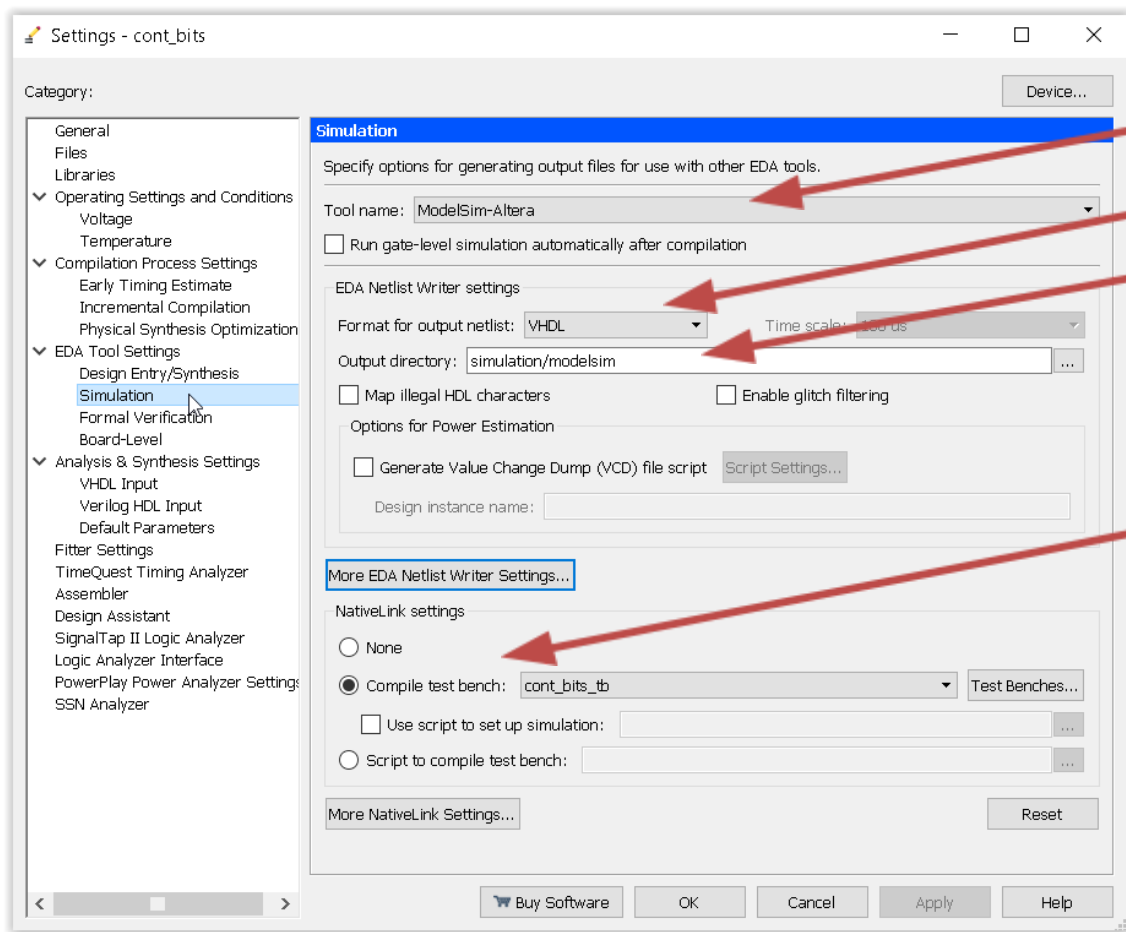 Settings - cont_bits
Category:
Device...
General
Files
Libraries
Operating Settings and Conditions
Voltage
Temperature
Compilation Process Settings
Early Timing Estimate
Incremental Compilation
Physical Synthesis Optimization
EDA Tool Settings
Design Entry/Synthesis
Simulation
Formal Verification
Board-Level
Analysis & Synthesis Settings
VHDL Input
Verilog HDL Input
Default Parameters
Fitter Settings
TimeQuest Timing Analyzer
Assembler
Design Assistant
SignalTap II Logic Analyzer
Logic Analyzer Interface
PowerPlay Power Analyzer Settings
SSN Analyzer
Simulation
Specify options for generating output files for use with other EDA tools.
Tool name: ModelSim-Altera
Run gate-level simulation automatically after compilation
EDA Netlist Writer settings
Format for output netlist: VHDL Time scale: us
Output directory: simulation/modelsim ...
Map illegal HDL characters Enable glitch filtering
Options for Power Estimation
Generate Value Change Dump (VCD) file script Script Settings...
Design instance name:
More EDA Netlist Writer Settings...
NativeLink settings
None
Compile test bench: cont_bits_tb Test Benches...
Use script to set up simulation: ...
Script to compile test bench: ...
More NativeLink Settings... Reset
Buy Software OK Cancel Apply Help